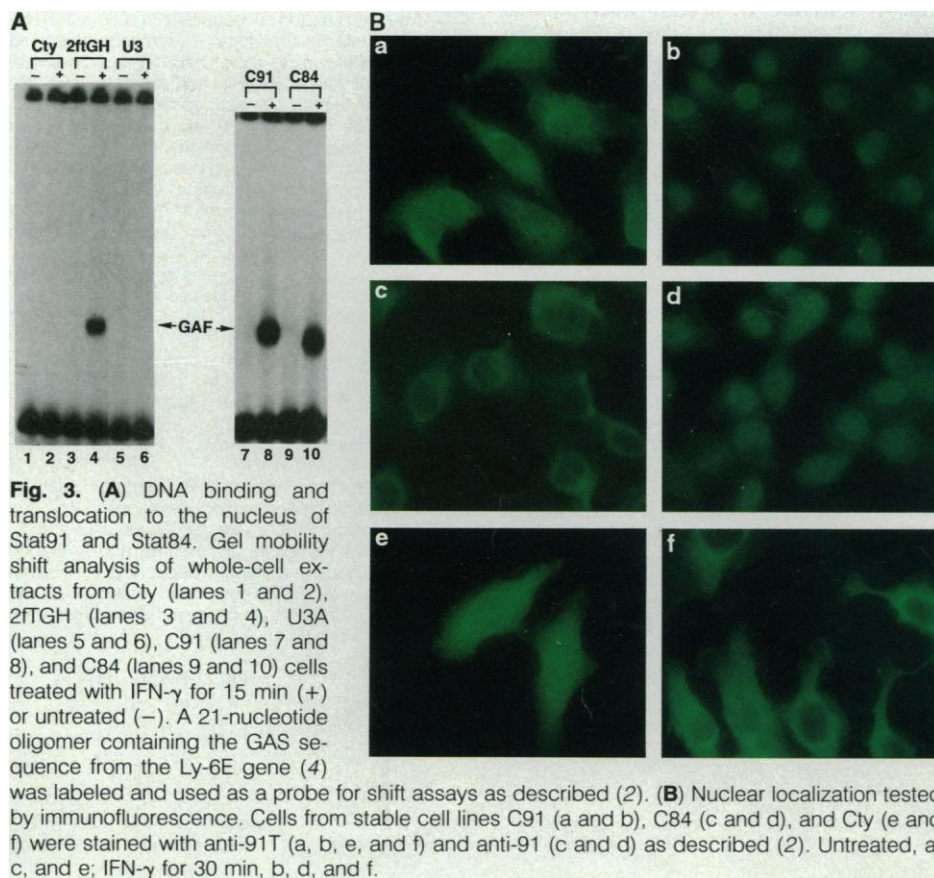 A
Cty 2ftGH U3
– + – + – +
C91 C84
– + – +
GAF
1 2 3 4 5 6
7 8 9 10
B
a
b
c
d
e
f
Fig. 3. (A) DNA binding and
translocation to the nucleus of
Stat91 and Stat84. Gel mobility
shift analysis of whole-cell ex-
tracts from Cty (lanes 1 and 2),
2fTGH (lanes 3 and 4), U3A
(lanes 5 and 6), C91 (lanes 7 and
8), and C84 (lanes 9 and 10) cells
treated with IFN-γ for 15 min (+)
or untreated (−). A 21-nucleotide
oligomer containing the GAS se-
quence from the Ly-6E gene (4)
was labeled and used as a probe for shift assays as described (2). (B) Nuclear localization tested
by immunofluorescence. Cells from stable cell lines C91 (a and b), C84 (c and d), and Cty (e and
f) were stained with anti-91T (a, b, e, and f) and anti-91 (c and d) as described (2). Untreated, a,
c, and e; IFN-γ for 30 min, b, d, and f.